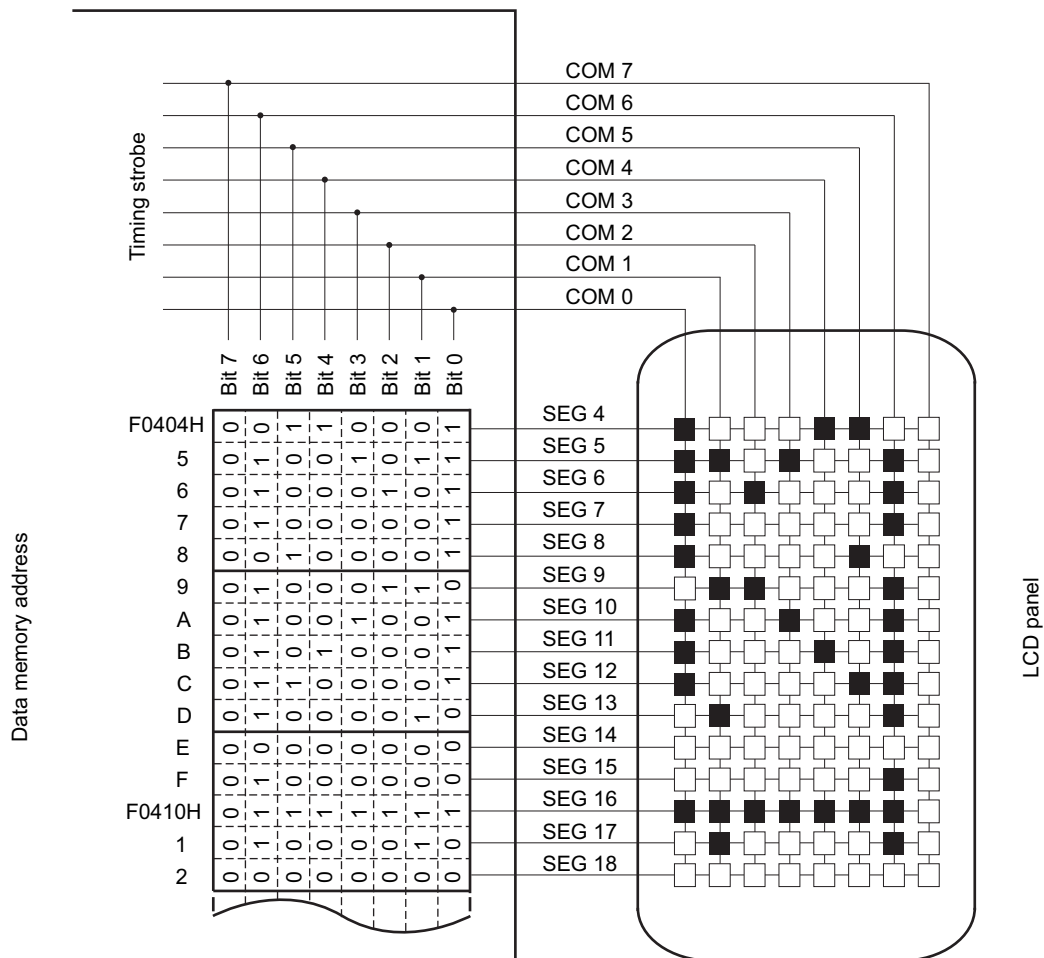 COM 7
COM 6
COM 5
COM 4
COM 3
COM 2
COM 1
COM 0
Timing strobe
Bit 7 Bit 6 Bit 5 Bit 4 Bit 3 Bit 2 Bit 1 Bit 0
Data memory address
F0404H 0 0 1 1 0 0 0 1 SEG 4
5 0 1 0 0 1 0 1 1 SEG 5
6 0 1 0 0 0 1 0 1 SEG 6
7 0 1 0 0 0 0 0 1 SEG 7
8 0 0 1 0 0 0 0 1 SEG 8
9 0 1 0 0 0 1 1 0 SEG 9
A 0 1 0 0 1 0 0 1 SEG 10
B 0 1 0 1 0 0 0 1 SEG 11
C 0 1 1 0 0 0 0 1 SEG 12
D 0 1 0 0 0 0 1 0 SEG 13
E 0 0 0 0 0 0 0 0 SEG 14
F 0 1 0 0 0 0 0 0 SEG 15
F0410H 0 1 1 1 1 1 1 1 SEG 16
1 0 1 0 0 0 0 1 0 SEG 17
2 0 0 0 0 0 0 0 0 SEG 18
LCD panel